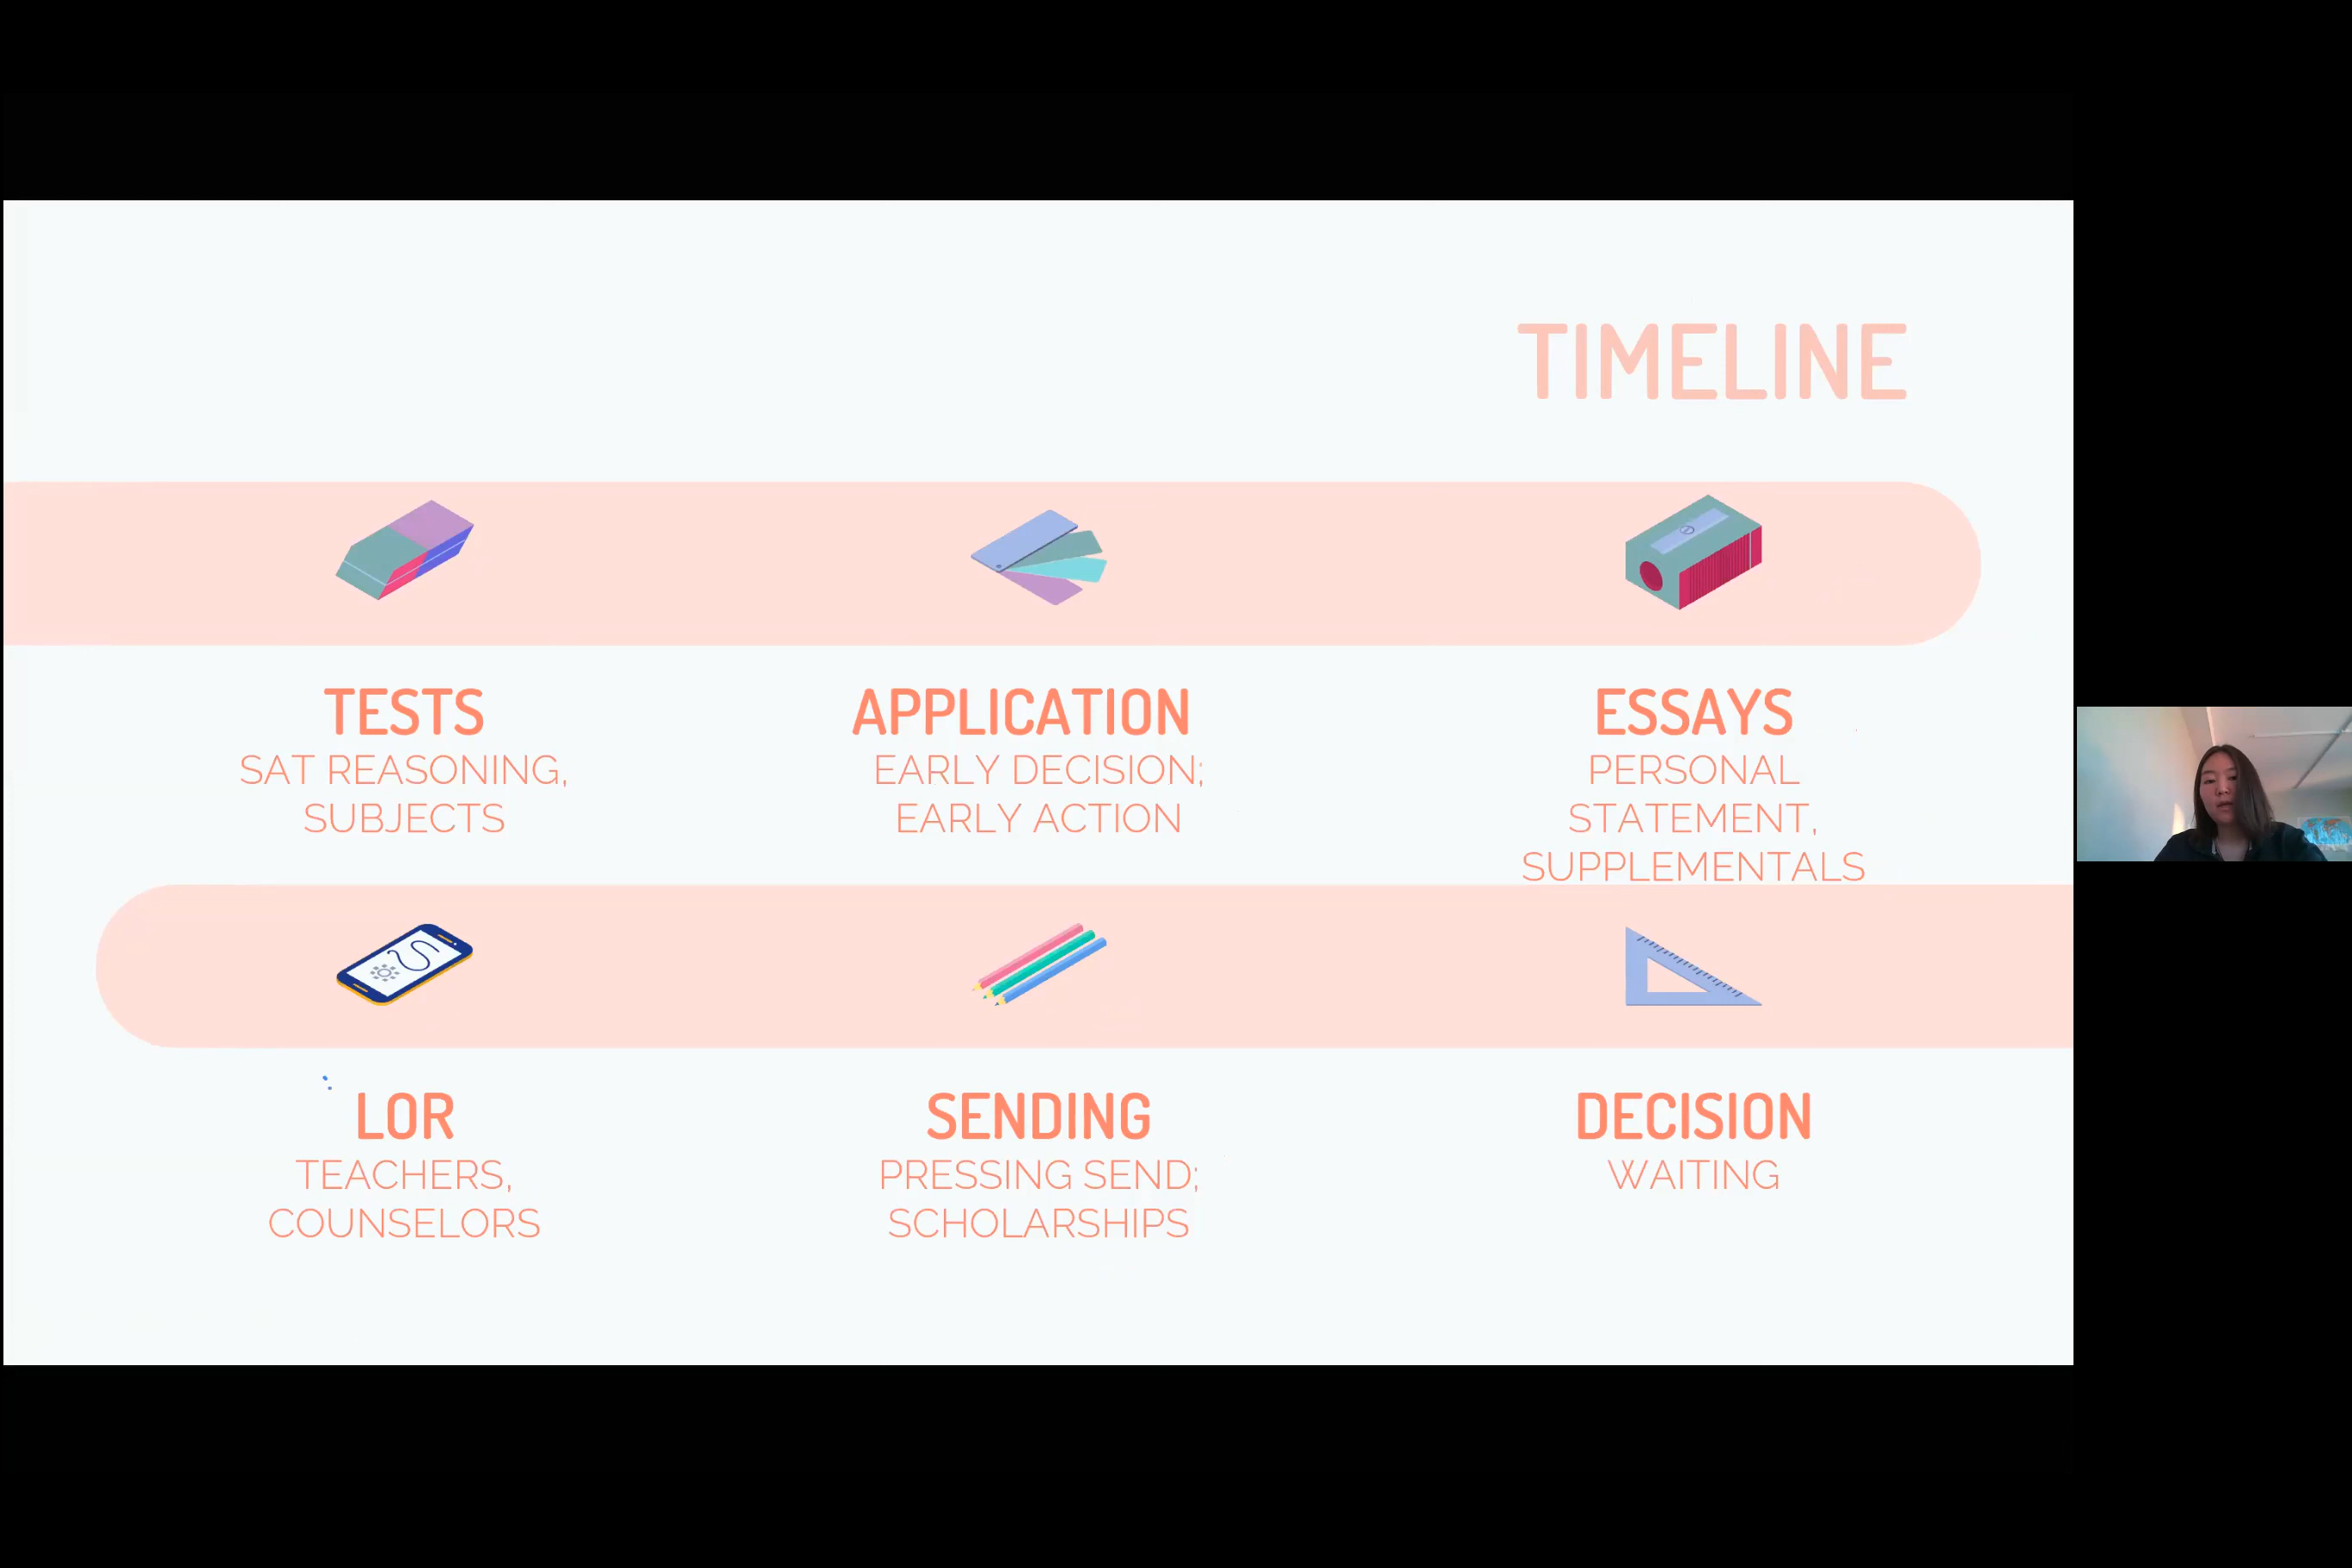 TIMELINE
TESTS
SAT REASONING,
SUBJECTS
APPLICATION
EARLY DECISION;
EARLY ACTION
ESSAYS
PERSONAL
STATEMENT,
SUPPLEMENTALS
LOR
TEACHERS,
COUNSELORS
SENDING
PRESSING SEND;
SCHOLARSHIPS
DECISION
WAITING